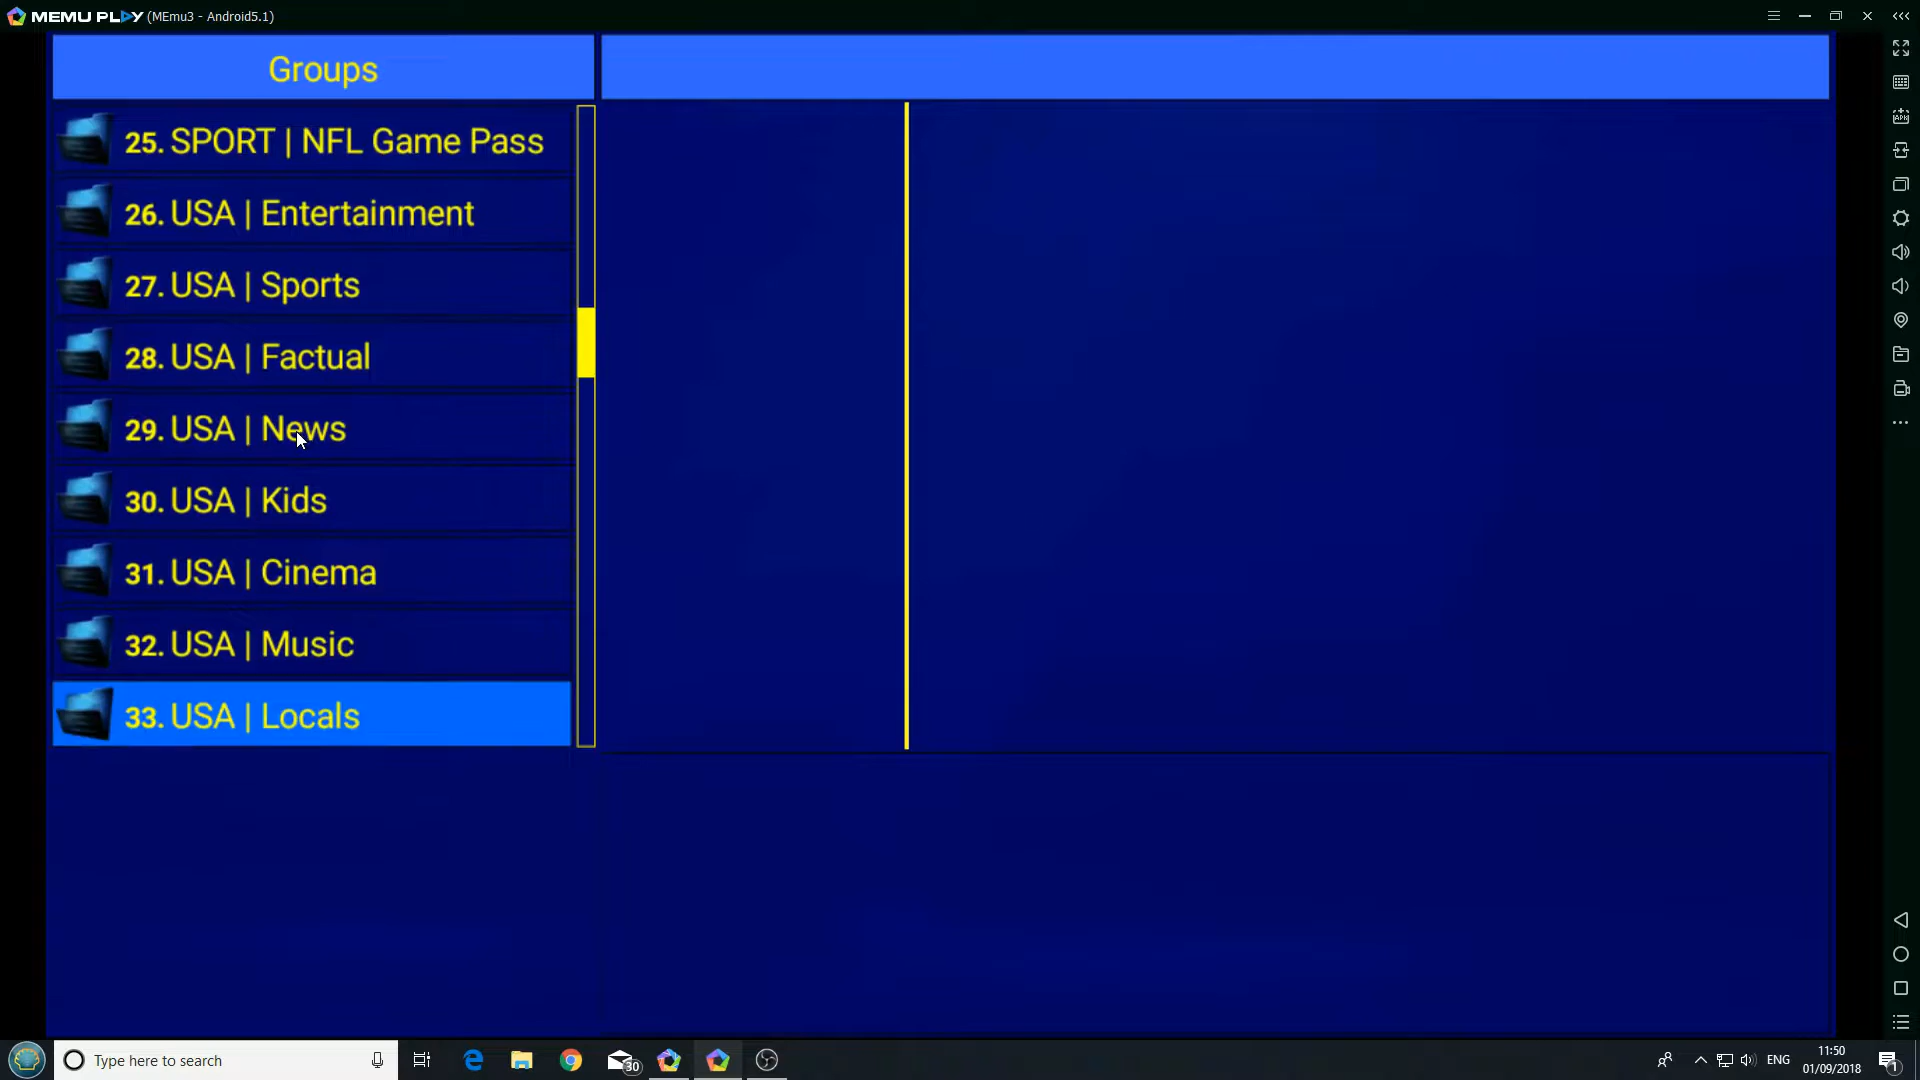 MEMU PLAY (MEmu3 - Android5.1)
Groups
25. SPORT | NFL Game Pass
26. USA | Entertainment
27. USA | Sports
28. USA | Factual
29. USA | News
30. USA | Kids
31. USA | Cinema
32. USA | Music
33. USA | Locals
APK
Type here to search
30
ENG
11:50
01/09/2018
1